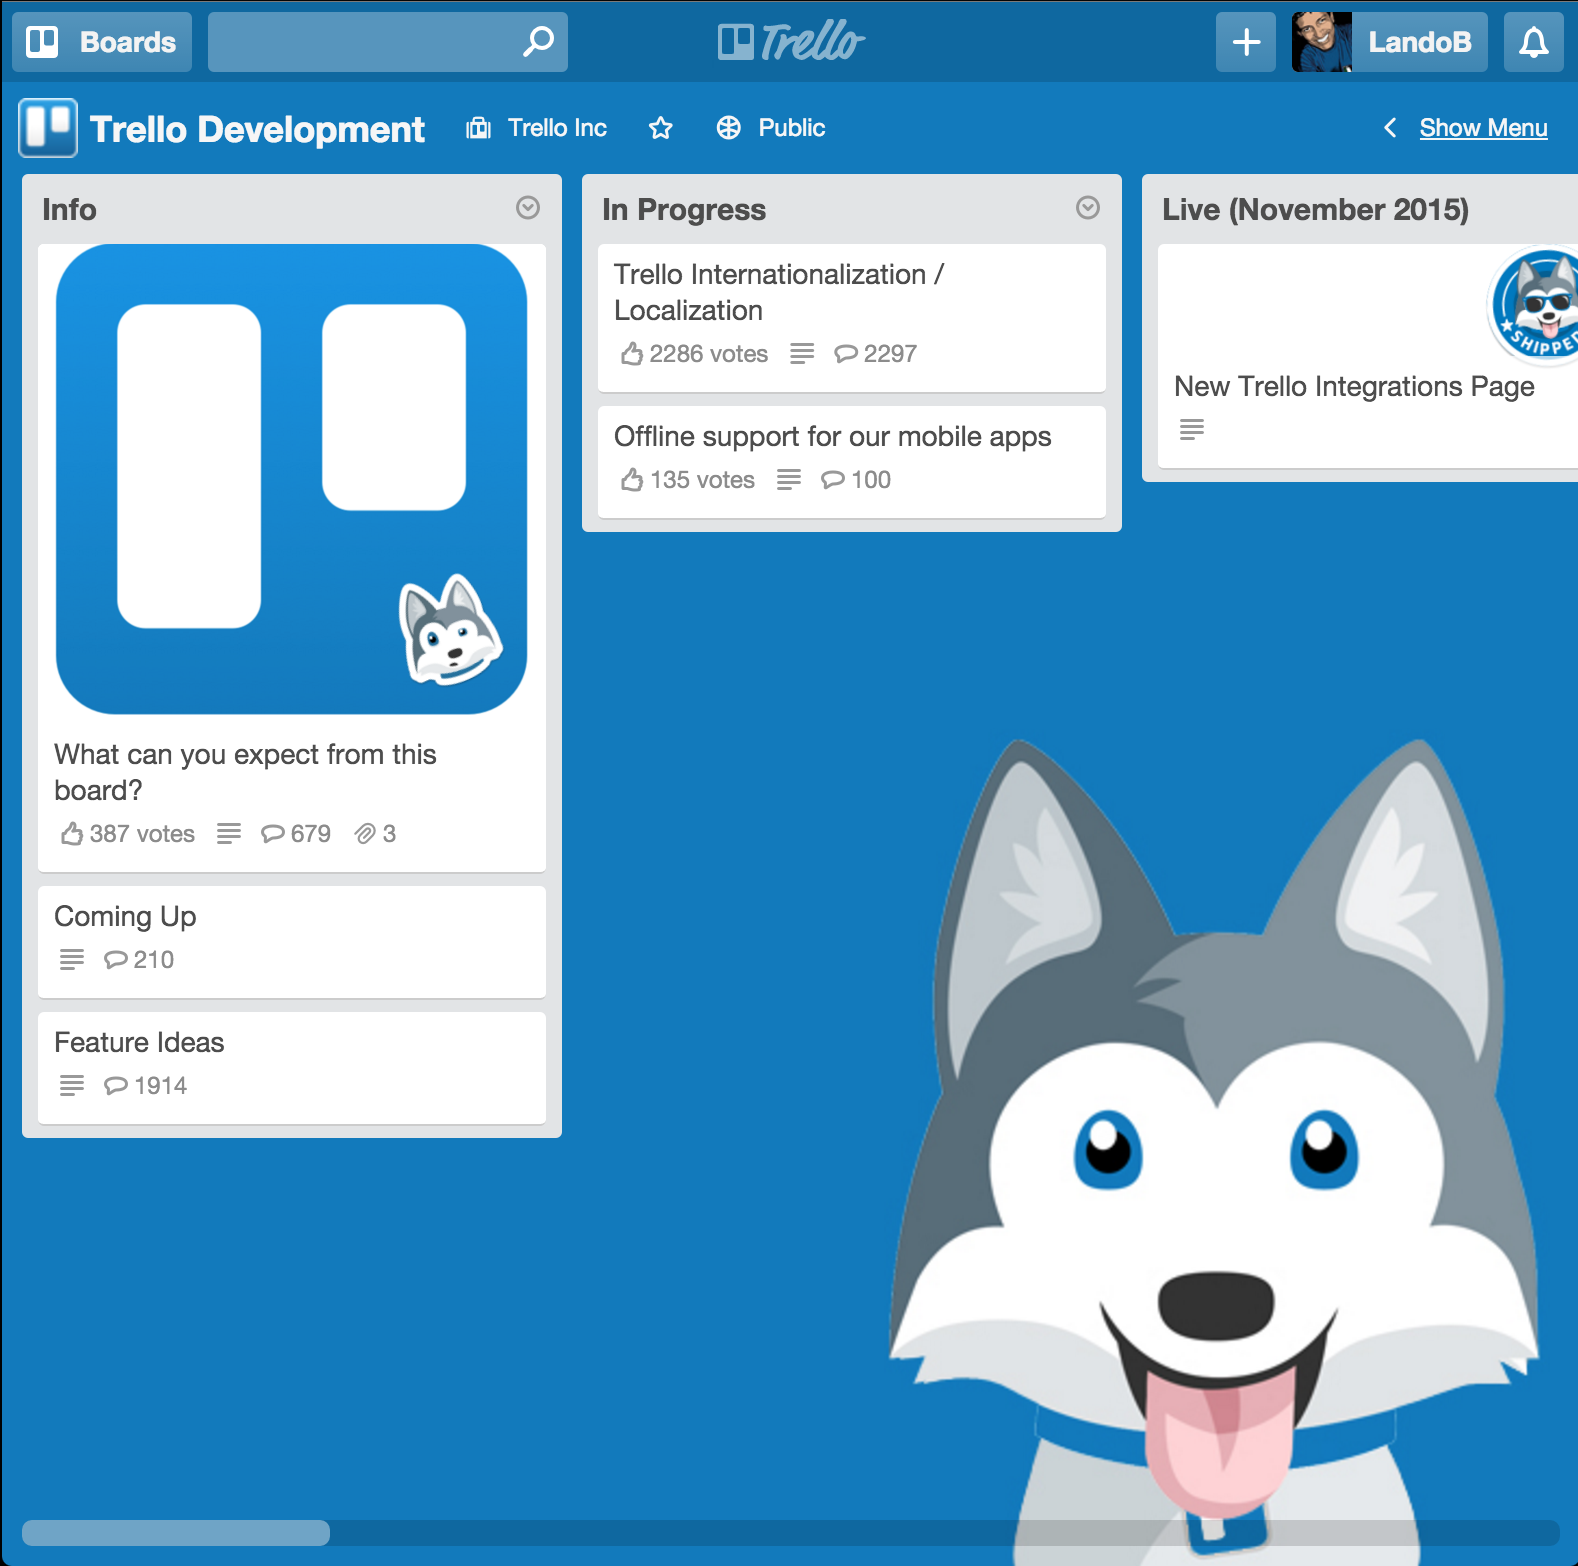 Boards
Trello
LandoB
Trello Development
Trello Inc
Public
Show Menu
Info
What can you expect from this
board?
387 votes
679
3
Coming Up
210
Feature Ideas
1914
In Progress
Trello Internationalization /
Localization
2286 votes
2297
Offline support for our mobile apps
135 votes
100
Live (November 2015)
SHIPPE
New Trello Integrations Page